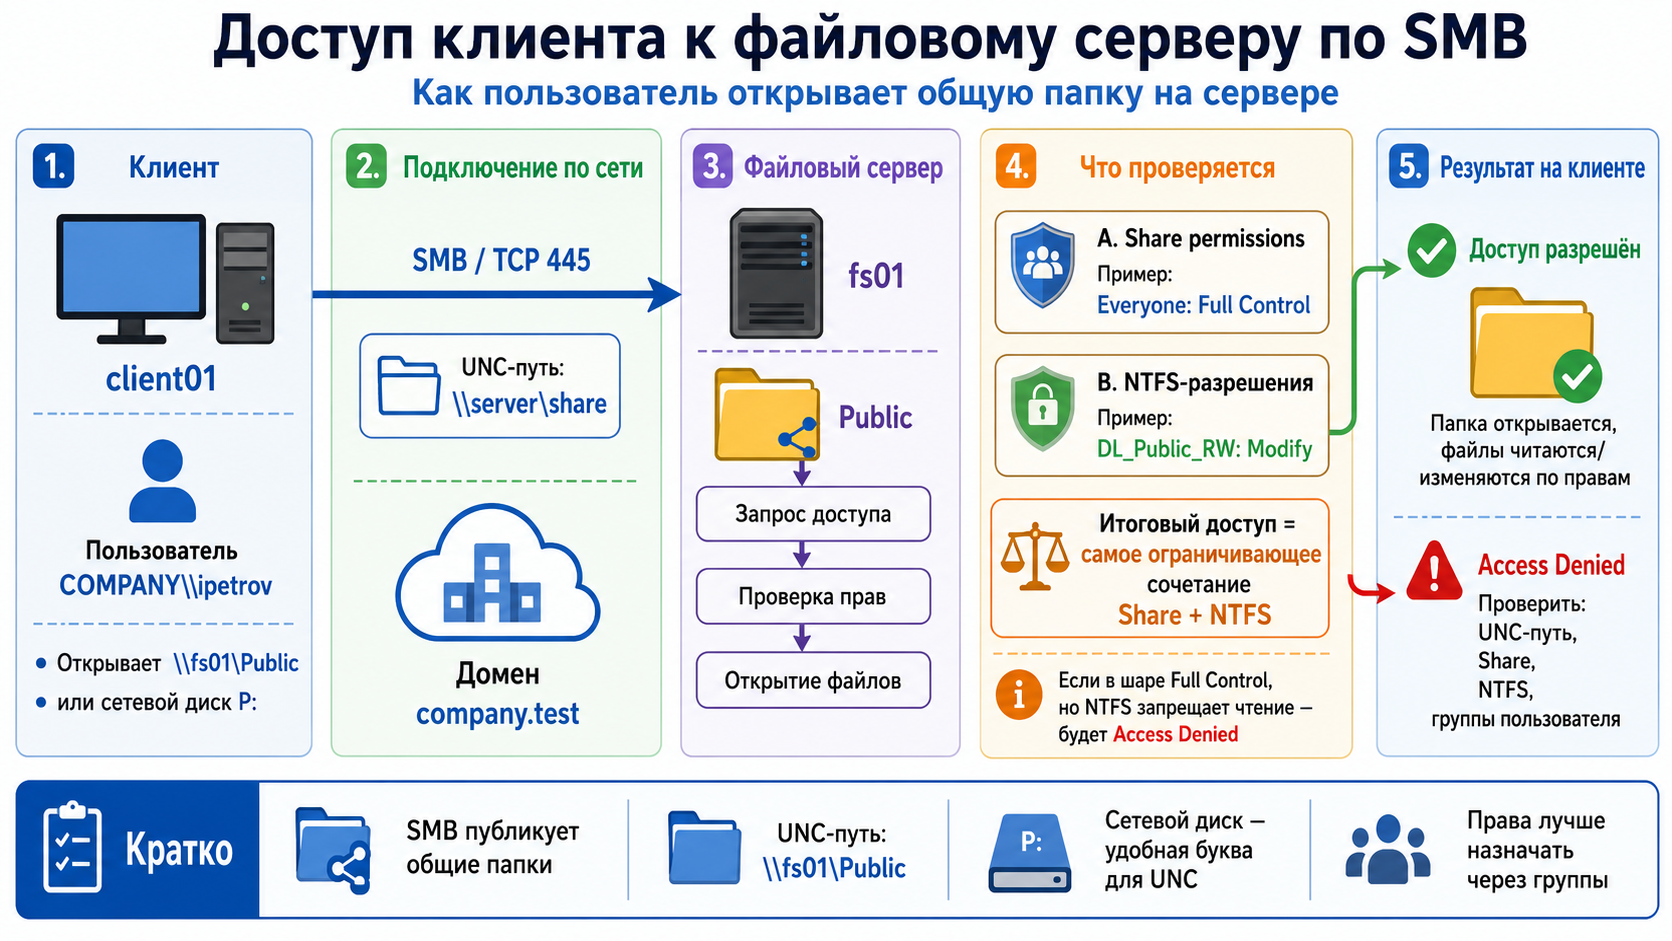 Доступ клиента к файловому серверу по SMB
Как пользователь открывает общую папку на сервере
1. Клиент
client01
Пользователь
COMPANY\\ipetrov
• Открывает \\fs01\Public
• или сетевой диск P:
2. Подключение по сети
SMB / TCP 445
UNC-путь:
\\server\share
Домен
company.test
3. Файловый сервер
fs01
Public
Запрос доступа
Проверка прав
Открытие файлов
4. Что проверяется
A. Share permissions
Пример:
Everyone: Full Control
B. NTFS-разрешения
Пример:
DL_Public_RW: Modify
Итоговый доступ =
самое ограничивающее
сочетание
Share + NTFS
i
Если в шаре Full Control,
но NTFS запрещает чтение —
будет Access Denied
5. Результат на клиенте
Доступ разрешён
Папка открывается,
файлы читаются/
изменяются по правам
Access Denied
Проверить:
UNC-путь,
Share,
NTFS,
группы пользователя
Кратко
SMB публикует
общие папки
UNC-путь:
\\fs01\Public
P:
Сетевой диск —
удобная буква
для UNC
Права лучше
назначать
через группы